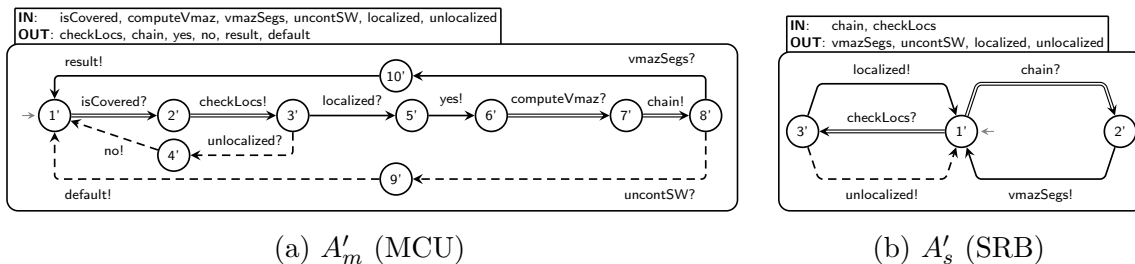 IN: isCovered, computeVmaz, vmazSegs, uncontSW, localized, unlocalized
OUT: checkLocs, chain, yes, no, result, default
result!
10'
vmazSegs?
1'
isCovered?
2'
checkLocs!
3'
localized?
5'
yes!
6'
computeVmaz?
7'
chain!
8'
no!
4'
unlocalized?
default!
9'
uncontSW?
(a) A′m (MCU)
IN: chain, checkLocs
OUT: vmazSegs, uncontSW, localized, unlocalized
localized!
chain?
3'
checkLocs?
1'
2'
unlocalized!
vmazSegs!
(b) A′s (SRB)